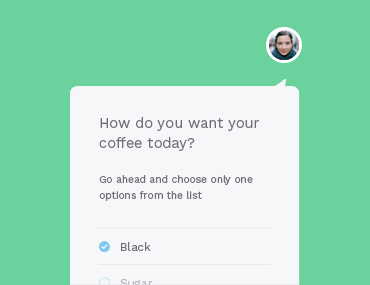 How do you want your
coffee today?
Go ahead and choose only one
options from the list
Black
Sugar